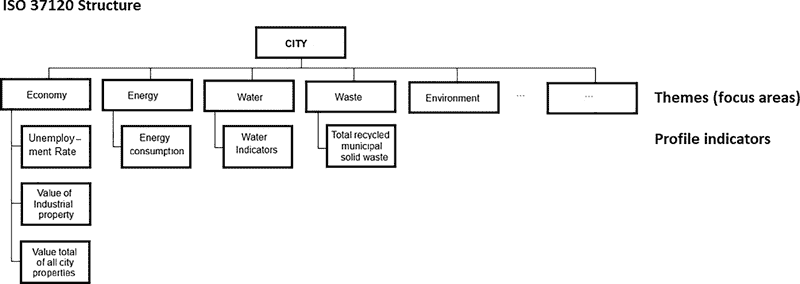 ISO 37120 Structure
CITY
Economy
Energy
Water
Waste
Environment
...
...
Themes (focus areas)
Unemploy–
ment Rate
Energy
consumption
Water
Indicators
Total recycled
municipal
solid waste
Profile indicators
Value of
Industrial
property
Value total
of all city
properties